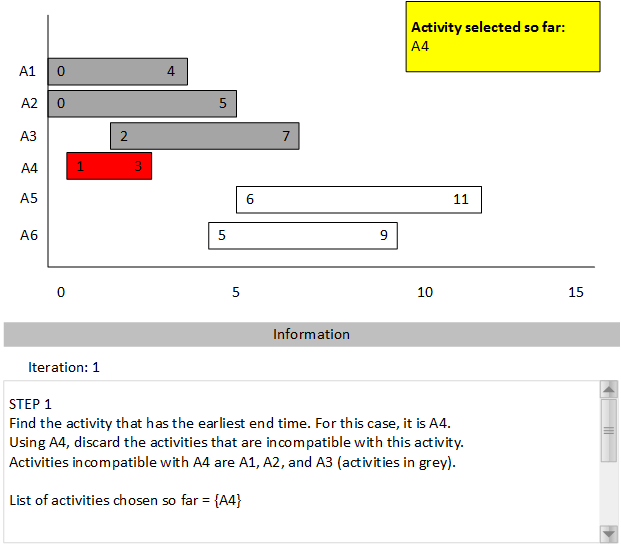 Activity selected so far:
A4
A1 0 4
A2 0 5
A3 2 7
A4 1 3
A5 6 11
A6 5 9
0 5 10 15
Information
Iteration: 1
STEP 1
Find the activity that has the earliest end time. For this case, it is A4.
Using A4, discard the activities that are incompatible with this activity.
Activities incompatible with A4 are A1, A2, and A3 (activities in grey).
List of activities chosen so far = {A4}